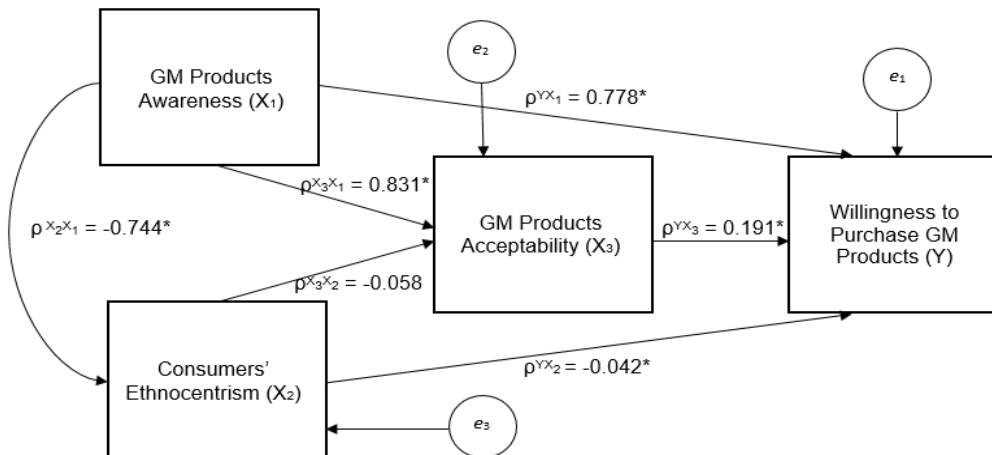 e₂
GM Products
Awareness (X₁)
e₁
ρʸˣ₁ = 0.778*
ρˣ₃ˣ₁ = 0.831*
ρ ˣ₂ˣ₁ = -0.744*
GM Products
Acceptability (X₃)
ρʸˣ₃ = 0.191*
Willingness to
Purchase GM
Products (Y)
ρˣ₃ˣ₂ = -0.058
Consumers’
Ethnocentrism (X₂)
ρʸˣ₂ = -0.042*
e₃